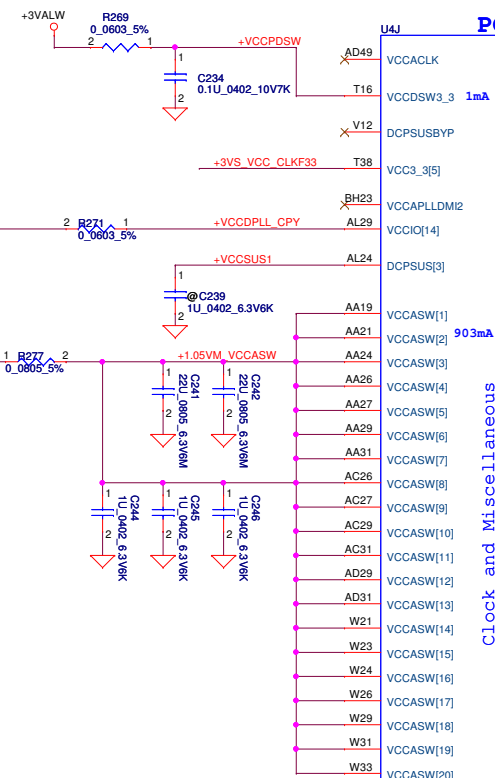 +3VALW
R269
0_0603_5%
2 1
+VCCPDSW
1
C234
0.1U_0402_10V7K
2
U4J
PO
AD49 VCCACLK
T16 VCCDSW3_3 1mA
V12 DCPSUSBYP
+3VS_VCC_CLKF33 T38 VCC3_3[5]
BH23 VCCAPLLDMI2
2 R271 1 +VCCDPLL_CPY AL29 VCCIO[14]
0_0603_5%
+VCCSUS1 AL24 DCPSUS[3]
1
@C239
1U_0402_6.3V6K
2
AA19 VCCASW[1]
AA21 VCCASW[2] 903mA
1 R277 2 +1.05VM_VCCASW AA24 VCCASW[3]
0_0805_5%
AA26 VCCASW[4]
AA27 VCCASW[5]
AA29 VCCASW[6]
AA31 VCCASW[7]
AC26 VCCASW[8]
AC27 VCCASW[9]
AC29 VCCASW[10]
AC31 VCCASW[11]
AD29 VCCASW[12]
AD31 VCCASW[13]
W21 VCCASW[14]
W23 VCCASW[15]
W24 VCCASW[16]
W26 VCCASW[17]
W29 VCCASW[18]
W31 VCCASW[19]
W33 VCCASW[20]
1
C241
22U_0805_6.3V6M
2
1
C242
22U_0805_6.3V6M
2
1
C244
1U_0402_6.3V6K
2
1
C245
1U_0402_6.3V6K
2
1
C246
1U_0402_6.3V6K
2
Clock and Miscellaneous